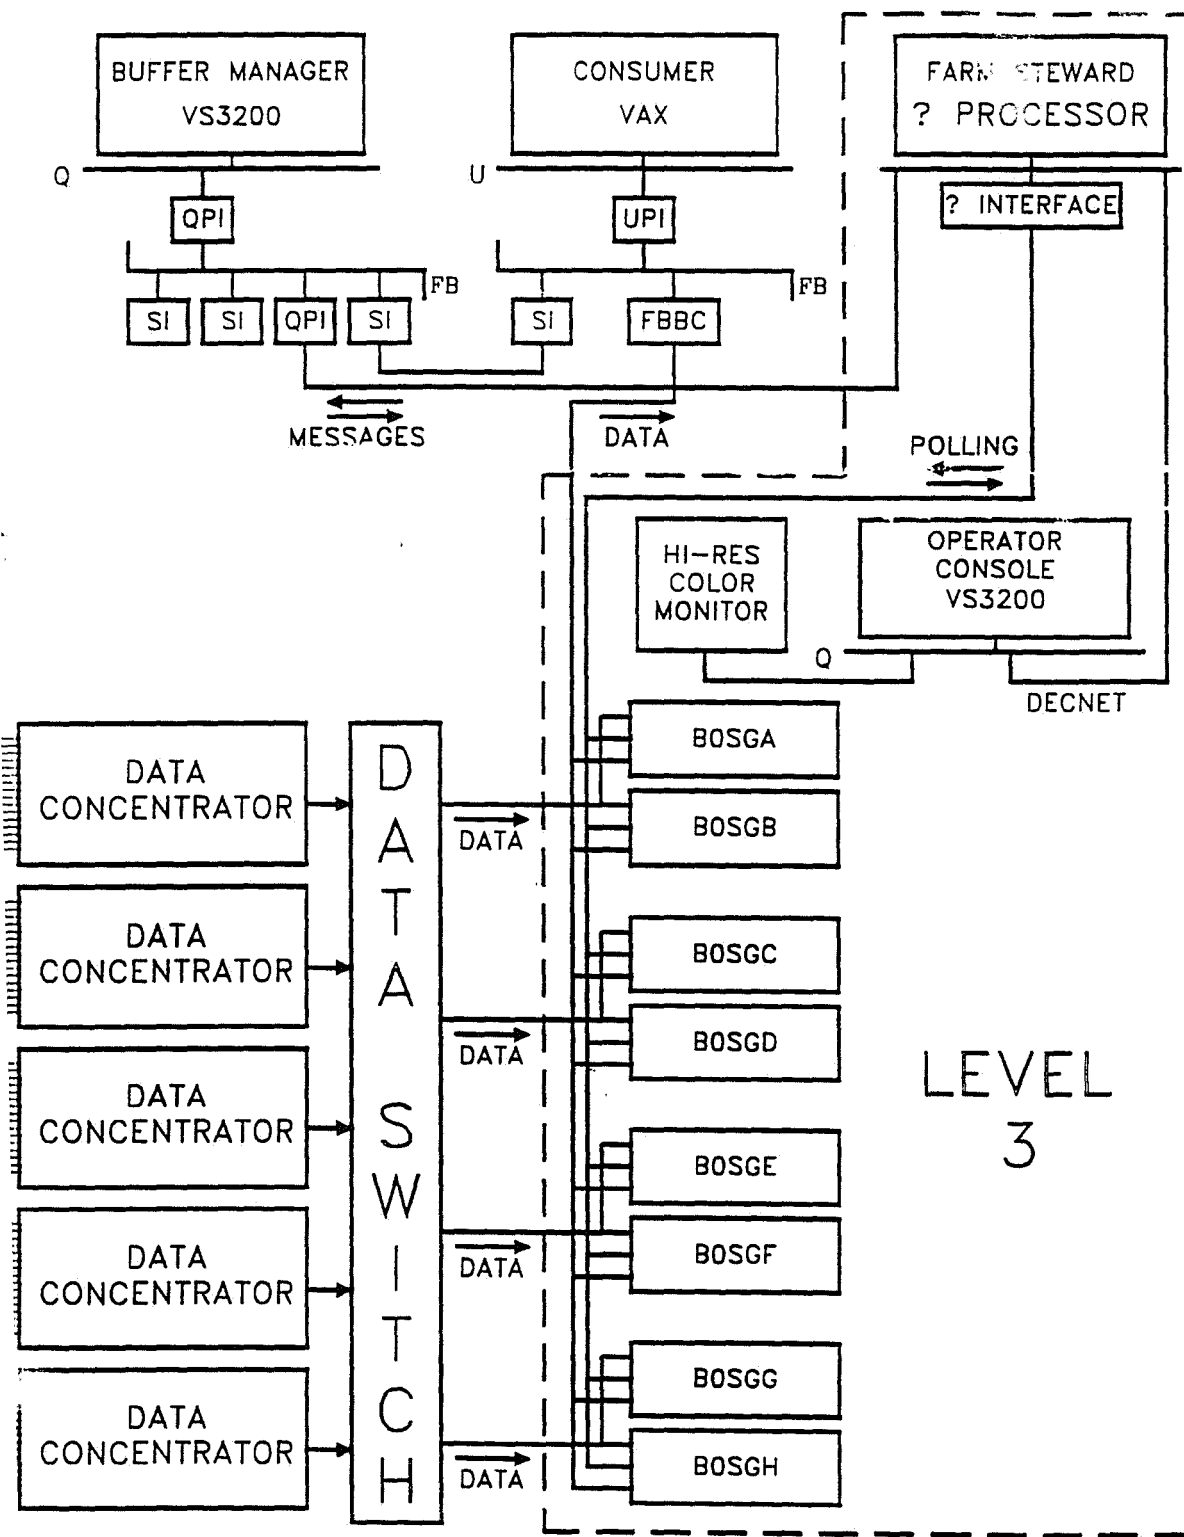 BUFFER MANAGER
VS3200
CONSUMER
VAX
FARM STEWARD
? PROCESSOR
Q
U
QPI
UPI
? INTERFACE
FB
FB
SI
SI
QPI
SI
SI
FBBC
MESSAGES
DATA
POLLING
HI-RES
COLOR
MONITOR
OPERATOR
CONSOLE
VS3200
Q
DECNET
DATA
CONCENTRATOR
DATA
CONCENTRATOR
DATA
CONCENTRATOR
DATA
CONCENTRATOR
DATA
CONCENTRATOR
DATA SWITCH
DATA
DATA
DATA
DATA
BOSGA
BOSGB
BOSGC
BOSGD
BOSGE
BOSGF
BOSGG
BOSGH
LEVEL
3